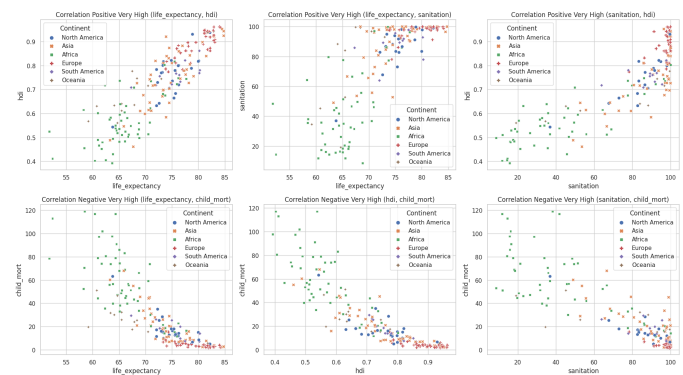 Correlation Positive Very High (life_expectancy, hdi)
Continent
North America
Asia
Africa
Europe
South America
Oceania
0.9
0.8
0.7
0.6
0.5
0.4
hdi
55 60 65 70 75 80 85
life_expectancy
Correlation Positive Very High (life_expectancy, sanitation)
100
80
60
40
20
sanitation
Continent
North America
Asia
Africa
Europe
South America
Oceania
55 60 65 70 75 80 85
life_expectancy
Correlation Positive Very High (sanitation, hdi)
Continent
North America
Asia
Africa
Europe
South America
Oceania
0.9
0.8
0.7
0.6
0.5
0.4
hdi
20 40 60 80 100
sanitation
Correlation Negative Very High (life_expectancy, child_mort)
Continent
North America
Asia
Africa
Europe
South America
Oceania
120
100
80
60
40
20
0
child_mort
55 60 65 70 75 80 85
life_expectancy
Correlation Negative Very High (hdi, child_mort)
Continent
North America
Asia
Africa
Europe
South America
Oceania
120
100
80
60
40
20
0
child_mort
0.4 0.5 0.6 0.7 0.8 0.9
hdi
Correlation Negative Very High (sanitation, child_mort)
Continent
North America
Asia
Africa
Europe
South America
Oceania
120
100
80
60
40
20
0
child_mort
20 40 60 80 100
sanitation